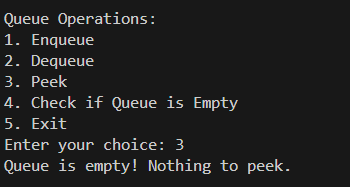 Queue Operations:
1. Enqueue
2. Dequeue
3. Peek
4. Check if Queue is Empty
5. Exit
Enter your choice: 3
Queue is empty! Nothing to peek.